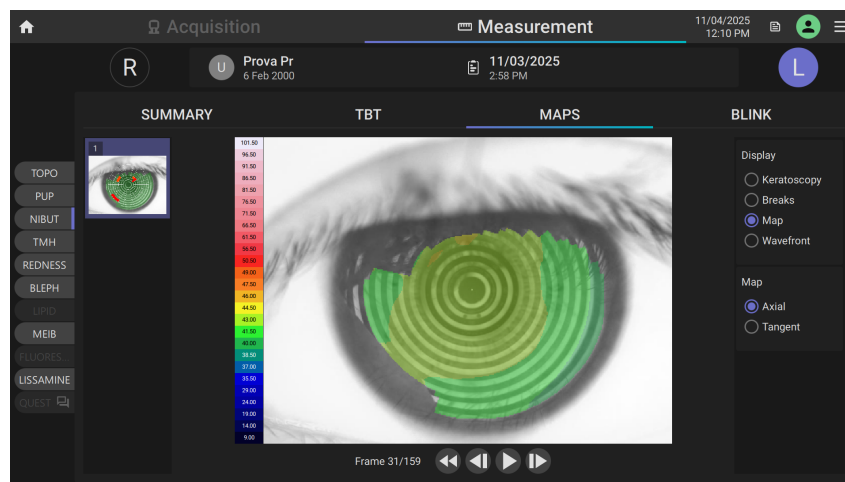 Acquisition
Measurement
11/04/2025
12:10 PM
R
U
Prova Pr
6 Feb 2000
11/03/2025
2:58 PM
L
SUMMARY
TBT
MAPS
BLINK
TOPO
PUP
NIBUT
TMH
REDNESS
BLEPH
LIPID
MEIB
FLUORES...
LISSAMINE
QUEST
1
101.50
96.50
91.50
86.50
81.50
76.50
71.50
66.50
61.50
56.50
50.50
49.00
47.50
46.00
44.50
43.00
41.50
40.00
38.50
37.00
35.50
29.00
24.00
19.00
14.00
9.00
Display
Keratoscopy
Breaks
Map
Wavefront
Map
Axial
Tangent
Frame 31/159